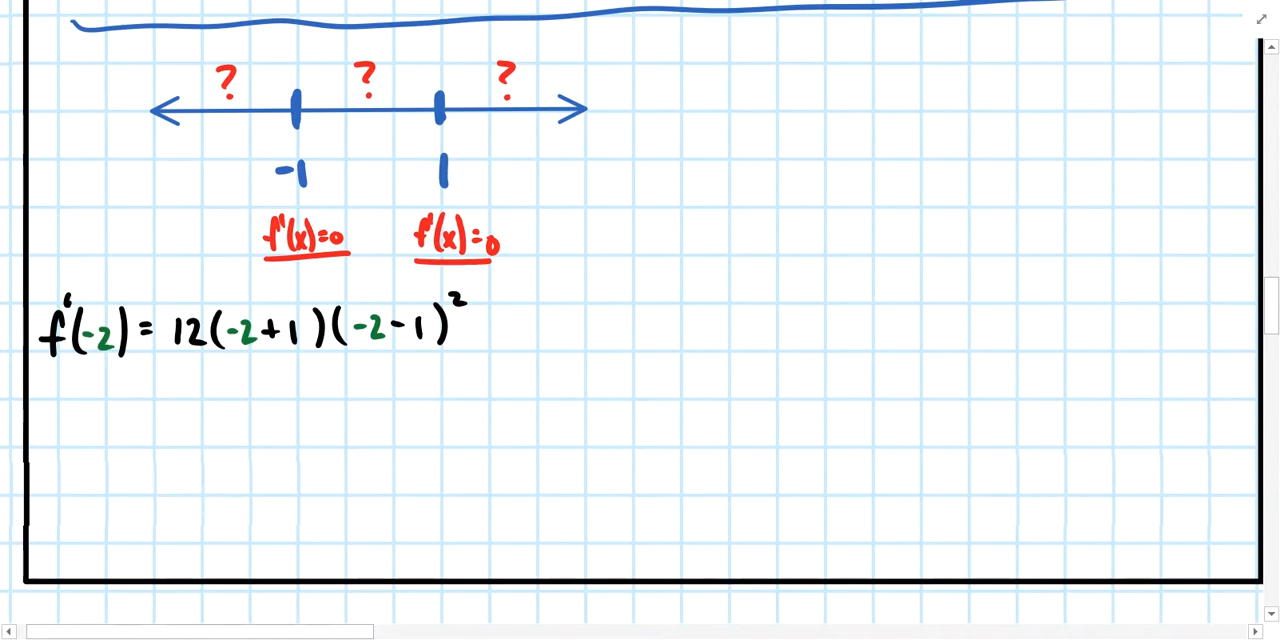 ? ? ?
-1 1
f'(x)=0 f'(x)=0
f'(-2) = 12(-2+1)(-2-1)²